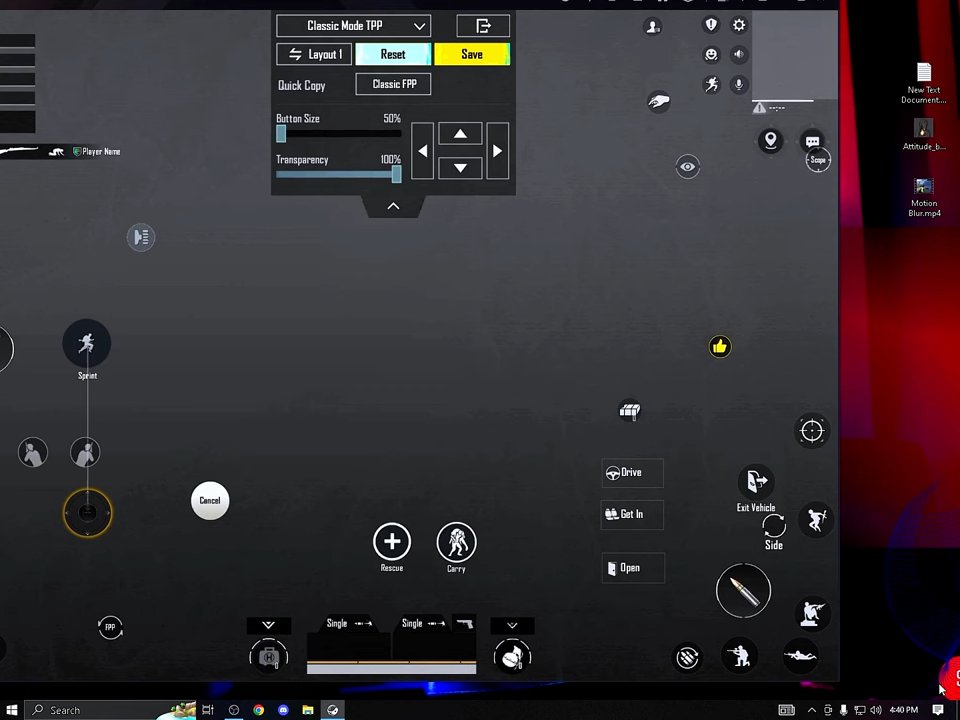 Classic Mode TPP
Layout 1
Reset
Save
Quick Copy
Classic FPP
Button Size
50%
Transparency
100%
Player Name
Scope
New Text
Document...
Attitude_b...
Motion
Blur.mp4
Sprint
Cancel
Drive
Get In
Open
Exit Vehicle
Side
Rescue
Carry
FPP
Single
Single
Search
4:40 PM